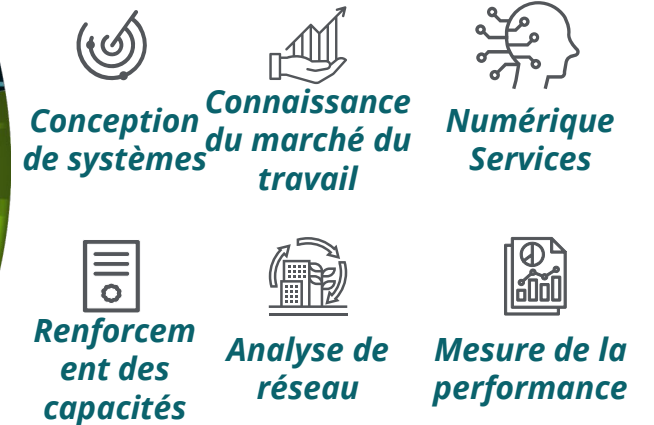 Conception
de systèmes
Connaissance
du marché du
travail
Numérique
Services
Renforcem
ent des
capacités
Analyse de
réseau
Mesure de la
performance